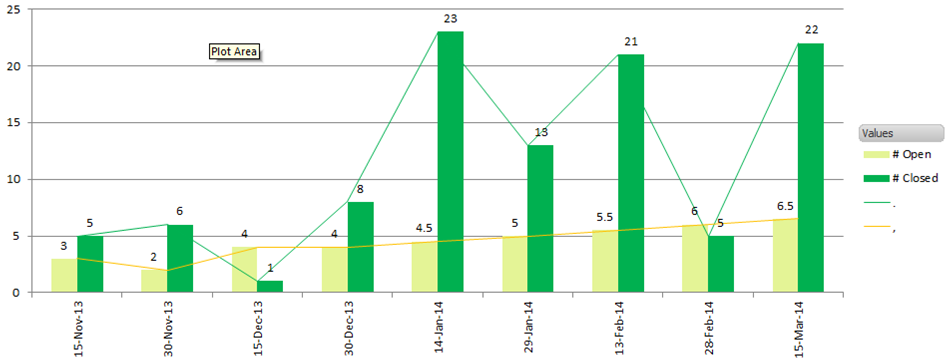 25
20
15
10
5
0
Plot Area
3
5
2
6
4
1
4
8
4.5
23
5
13
5.5
21
6
5
6.5
22
15-Nov-13
30-Nov-13
15-Dec-13
30-Dec-13
14-Jan-14
29-Jan-14
13-Feb-14
28-Feb-14
15-Mar-14
Values
# Open
# Closed
.
,